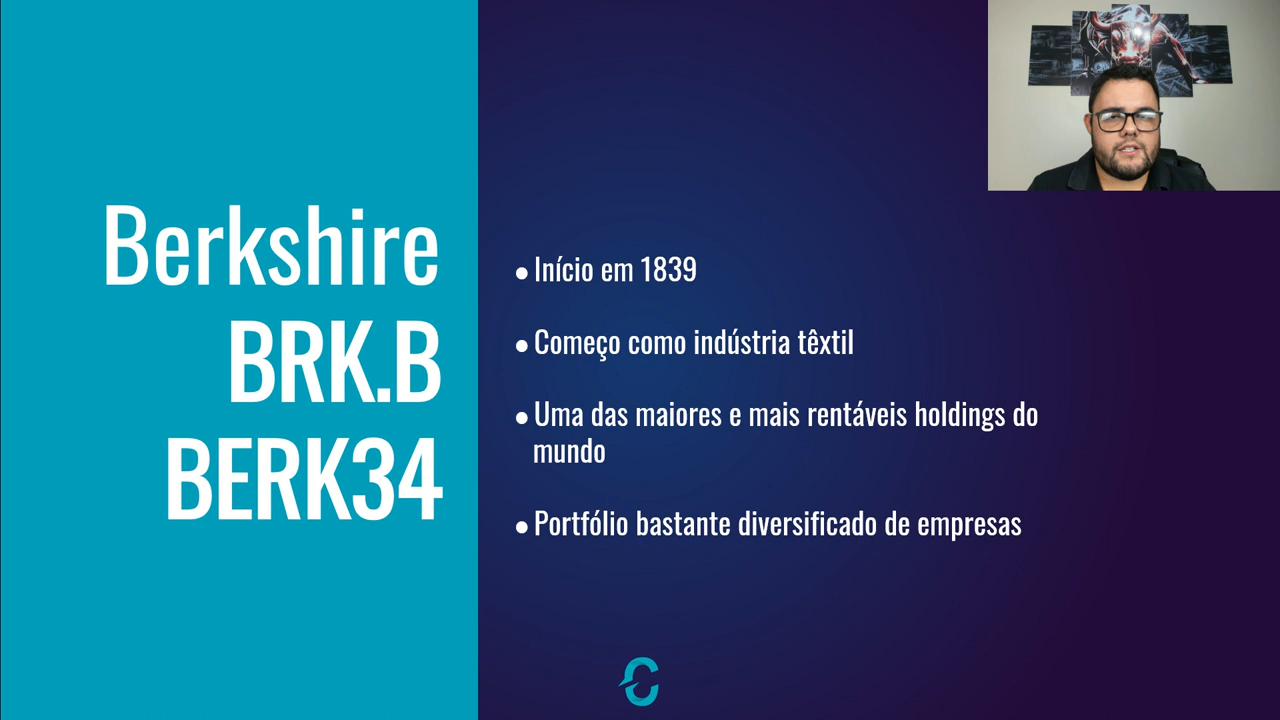 Berkshire
BRK.B
BERK34
● Início em 1839
● Começo como indústria têxtil
● Uma das maiores e mais rentáveis holdings do
mundo
● Portfólio bastante diversificado de empresas